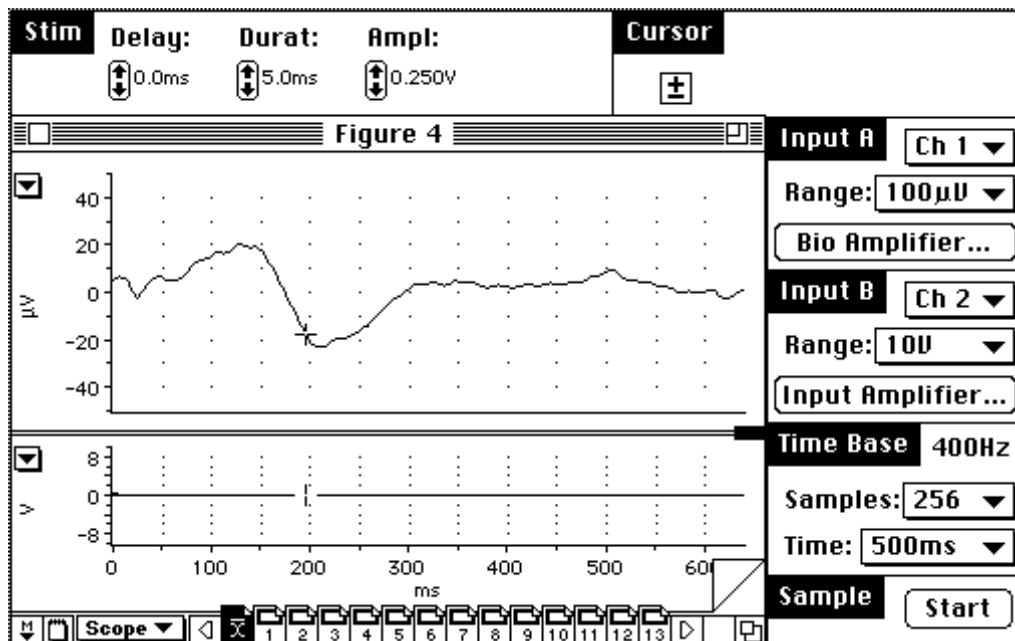 Stim Delay: Durat: Ampl: Cursor
0.0ms 5.0ms 0.250V ±
Figure 4
Input A Ch 1
Range: 100µV
Bio Amplifier...
Input B Ch 2
Range: 10V
Input Amplifier...
Time Base 400Hz
Samples: 256
Time: 500ms
Sample Start
40
20
0
-20
-40
µV
8
0
-8
V
0 100 200 300 400 500
ms
M Scope x̄ 1 2 3 4 5 6 7 8 9 10 11 12 13